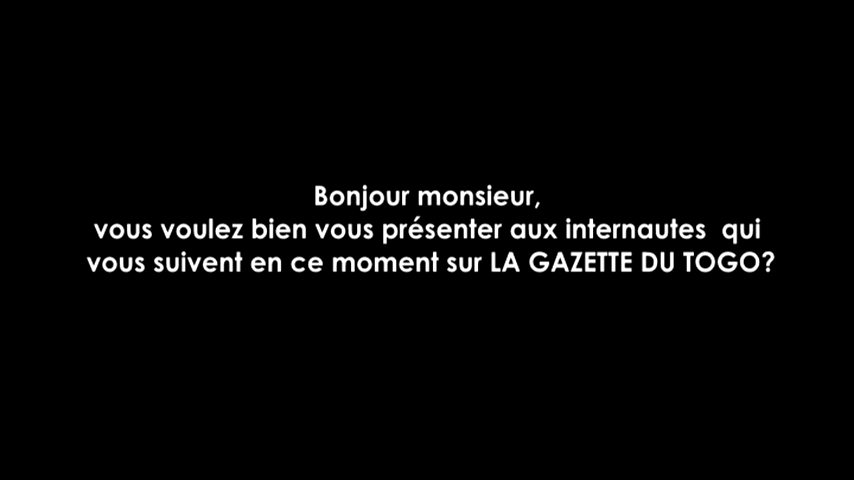 Bonjour monsieur,
vous voulez bien vous présenter aux internautes  qui
vous suivent en ce moment sur LA GAZETTE DU TOGO?